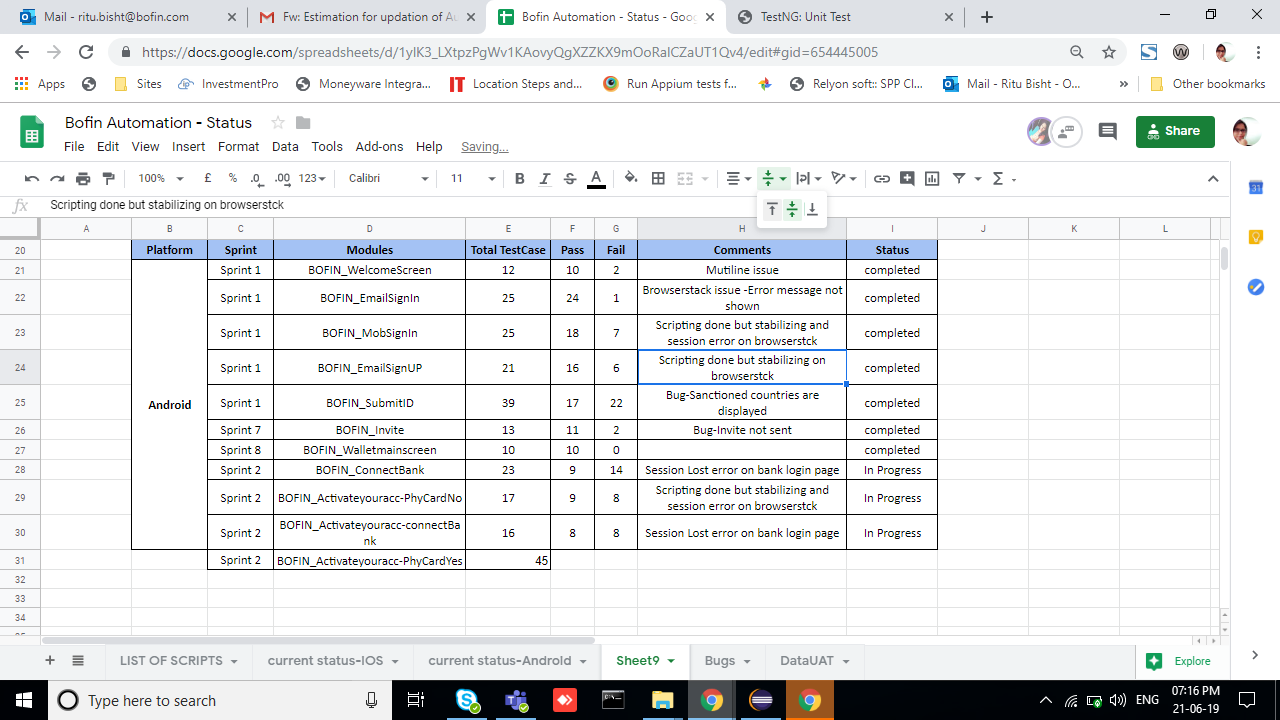 Mail - ritu.bisht@bofin.com
Fw: Estimation for updation of Au
Bofin Automation - Status - Goog
TestNG: Unit Test
https://docs.google.com/spreadsheets/d/1ylK3_LXtpzPgWv1KAovyQgXZZKX9mOoRaICZaUT1Qv4/edit#gid=654445005
Apps
Sites
InvestmentPro
Moneyware Integra...
Location Steps and...
Run Appium tests f...
Relyon soft:: SPP Cl...
Mail - Ritu Bisht - O...
»
Other bookmarks
Bofin Automation - Status
File Edit View Insert Format Data Tools Add-ons Help Saving...
Share
100% £ % .0 .00 123 Calibri 11 B I S A
fx Scripting done but stabilizing on browserstck
A B C D E F G H I J K L
20 Platform Sprint Modules Total TestCase Pass Fail Comments Status
21 Sprint 1 BOFIN_WelcomeScreen 12 10 2 Mutiline issue completed
22 Sprint 1 BOFIN_EmailSignIn 25 24 1 Browserstack issue -Error message not
shown completed
23 Sprint 1 BOFIN_MobSignIn 25 18 7 Scripting done but stabilizing and
session error on browserstck completed
24 Sprint 1 BOFIN_EmailSignUP 21 16 6 Scripting done but stabilizing on
browserstck completed
25 Android Sprint 1 BOFIN_SubmitID 39 17 22 Bug-Sanctioned countries are
displayed completed
26 Sprint 7 BOFIN_Invite 13 11 2 Bug-Invite not sent completed
27 Sprint 8 BOFIN_Walletmainscreen 10 10 0 completed
28 Sprint 2 BOFIN_ConnectBank 23 9 14 Session Lost error on bank login page In Progress
29 Sprint 2 BOFIN_Activateyouracc-PhyCardNo 17 9 8 Scripting done but stabilizing and
session error on browserstck In Progress
30 Sprint 2 BOFIN_Activateyouracc-connectBa
nk 16 8 8 Session Lost error on bank login page In Progress
31 Sprint 2 BOFIN_Activateyouracc-PhyCardYes 45
32
33
34
LIST OF SCRIPTS
current status-IOS
current status-Android
Sheet9
Bugs
DataUAT
Explore
Type here to search
ENG
07:16 PM
21-06-19